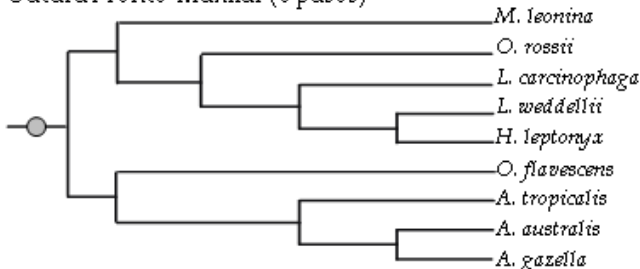 M. leonina
O. rossii
L. carcinophaga
L. weddellii
H. leptonyx
O. flavescens
A. tropicalis
A. australis
A. gazella